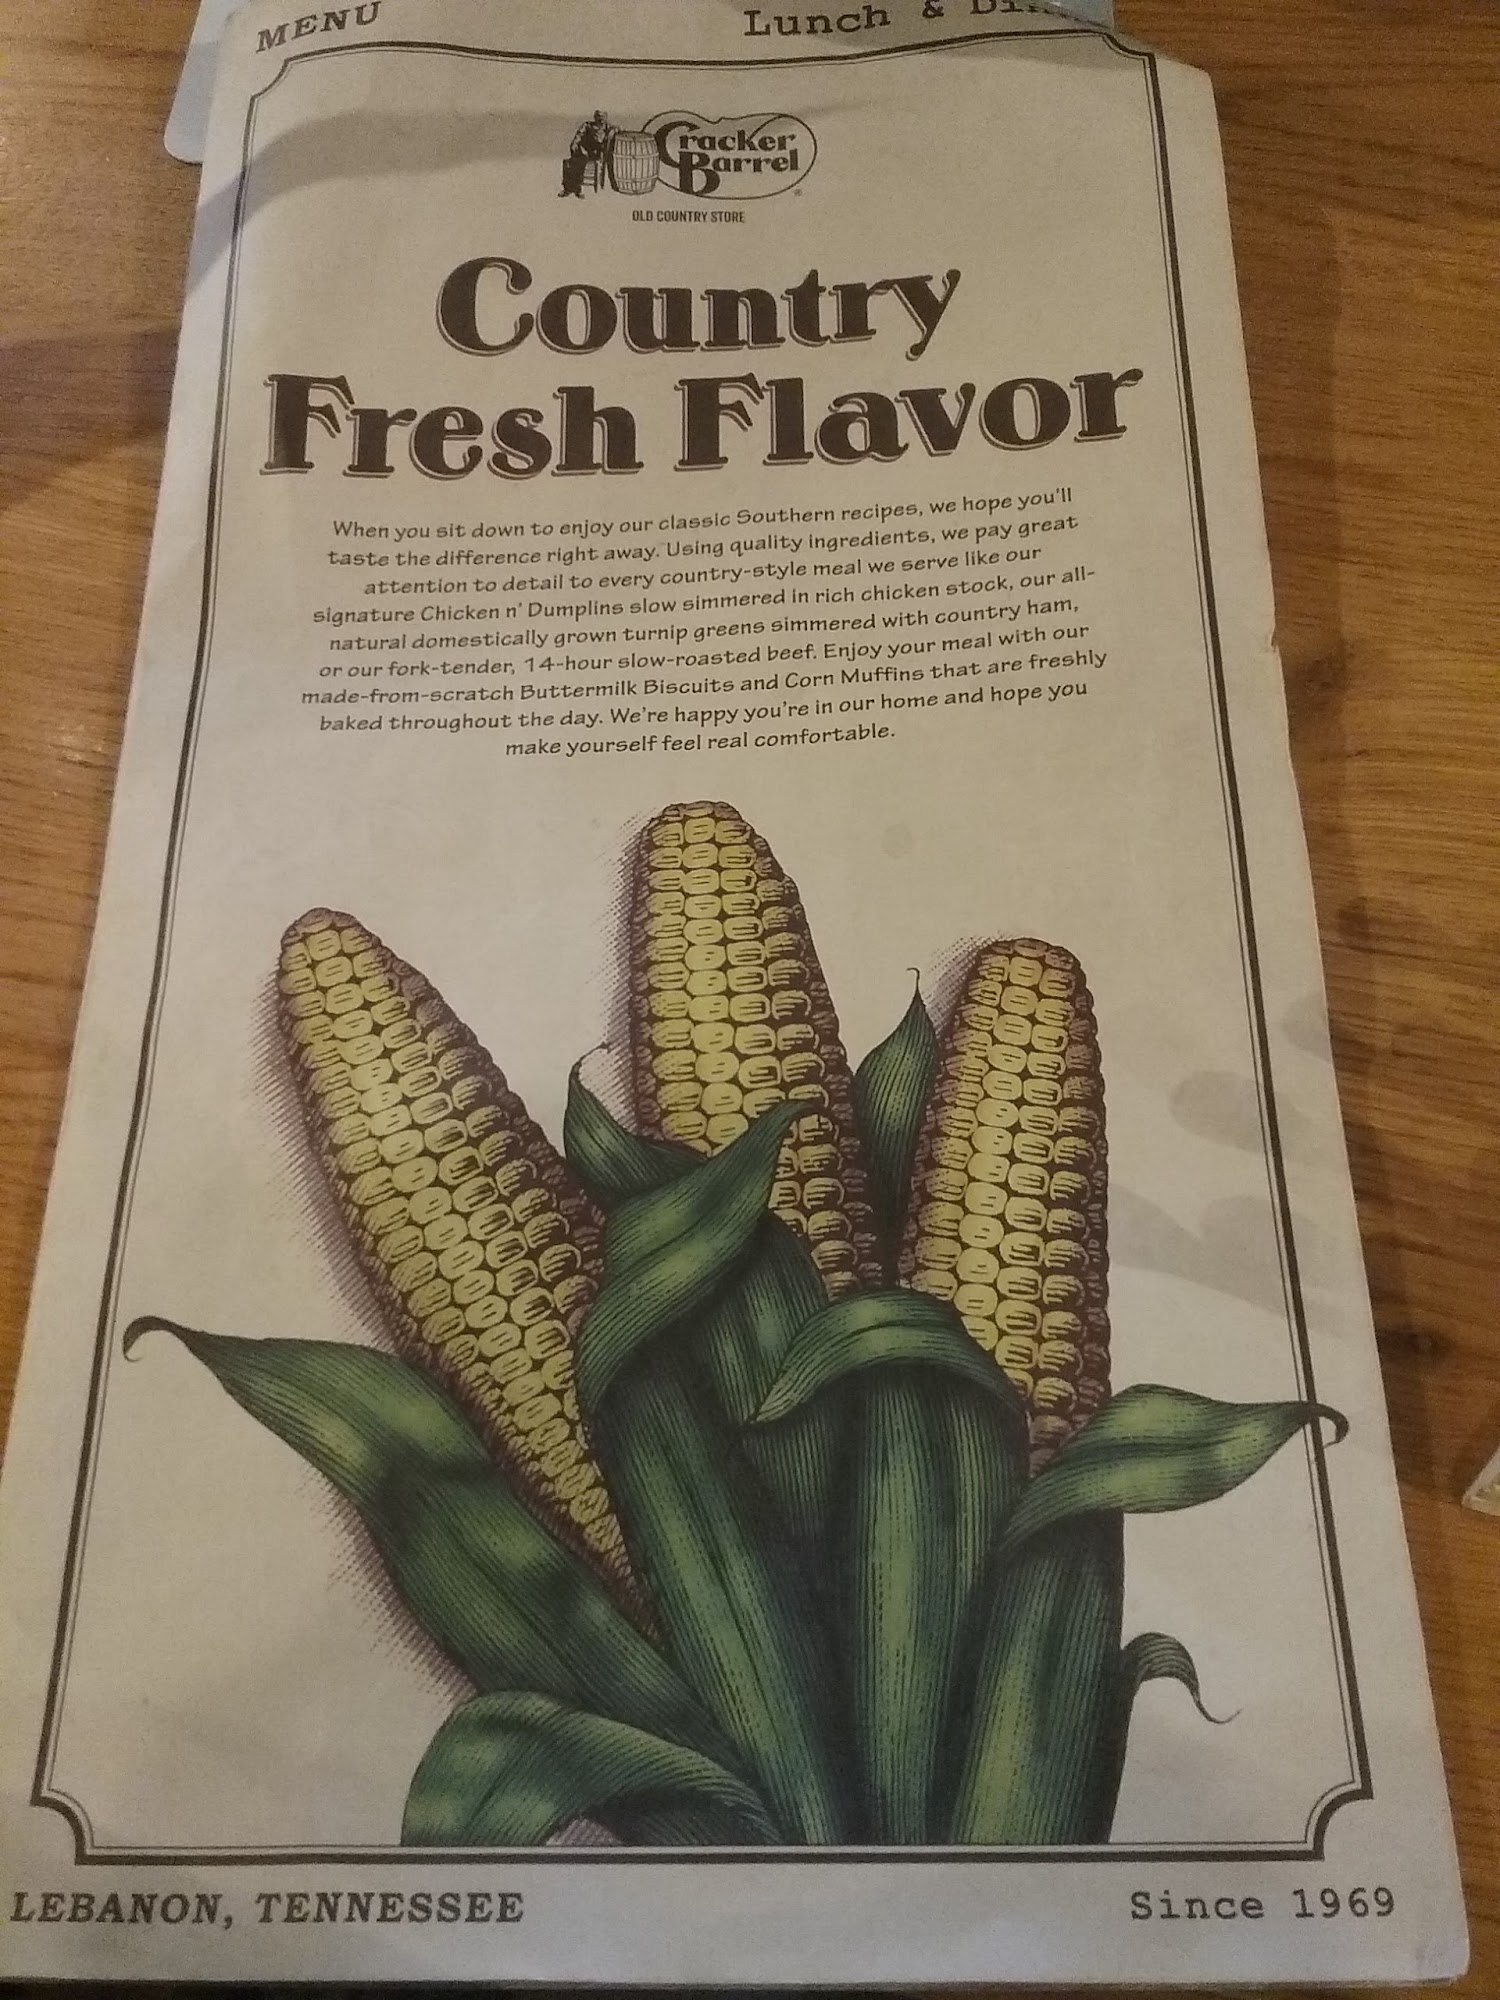 MENU
Lunch &
Cracker
Barrel
OLD COUNTRY STORE
Country
Fresh Flavor
When you sit down to enjoy our classic Southern recipes, we hope you'll
taste the difference right away. Using quality ingredients, we pay great
attention to detail to every country-style meal we serve like our
signature Chicken n' Dumplins slow simmered in rich chicken stock, our all-
natural domestically grown turnip greens simmered with country ham,
or our fork-tender, 14-hour slow-roasted beef. Enjoy your meal with our
made-from-scratch Buttermilk Biscuits and Corn Muffins that are freshly
baked throughout the day. We're happy you're in our home and hope you
make yourself feel real comfortable.
LEBANON, TENNESSEE
Since 1969